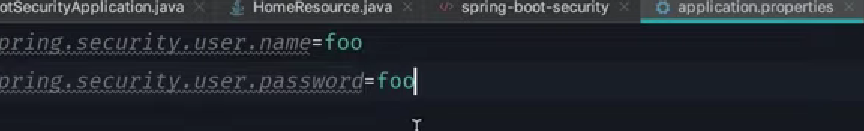 otSecurityApplication.java HomeResource.java spring-boot-security application.properties
pring.security.user.name=foo
pring.security.user.password=foo